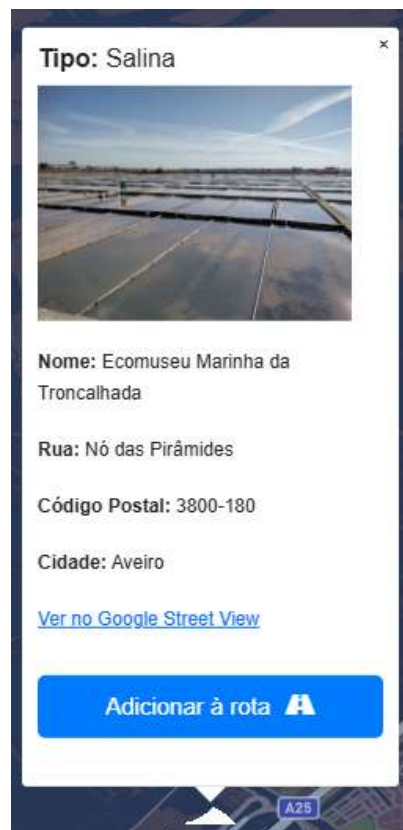 Tipo: Salina
×
Nome: Ecomuseu Marinha da
Troncalhada
Rua: Nó das Pirâmides
Código Postal: 3800-180
Cidade: Aveiro
Ver no Google Street View
Adicionar à rota
A25